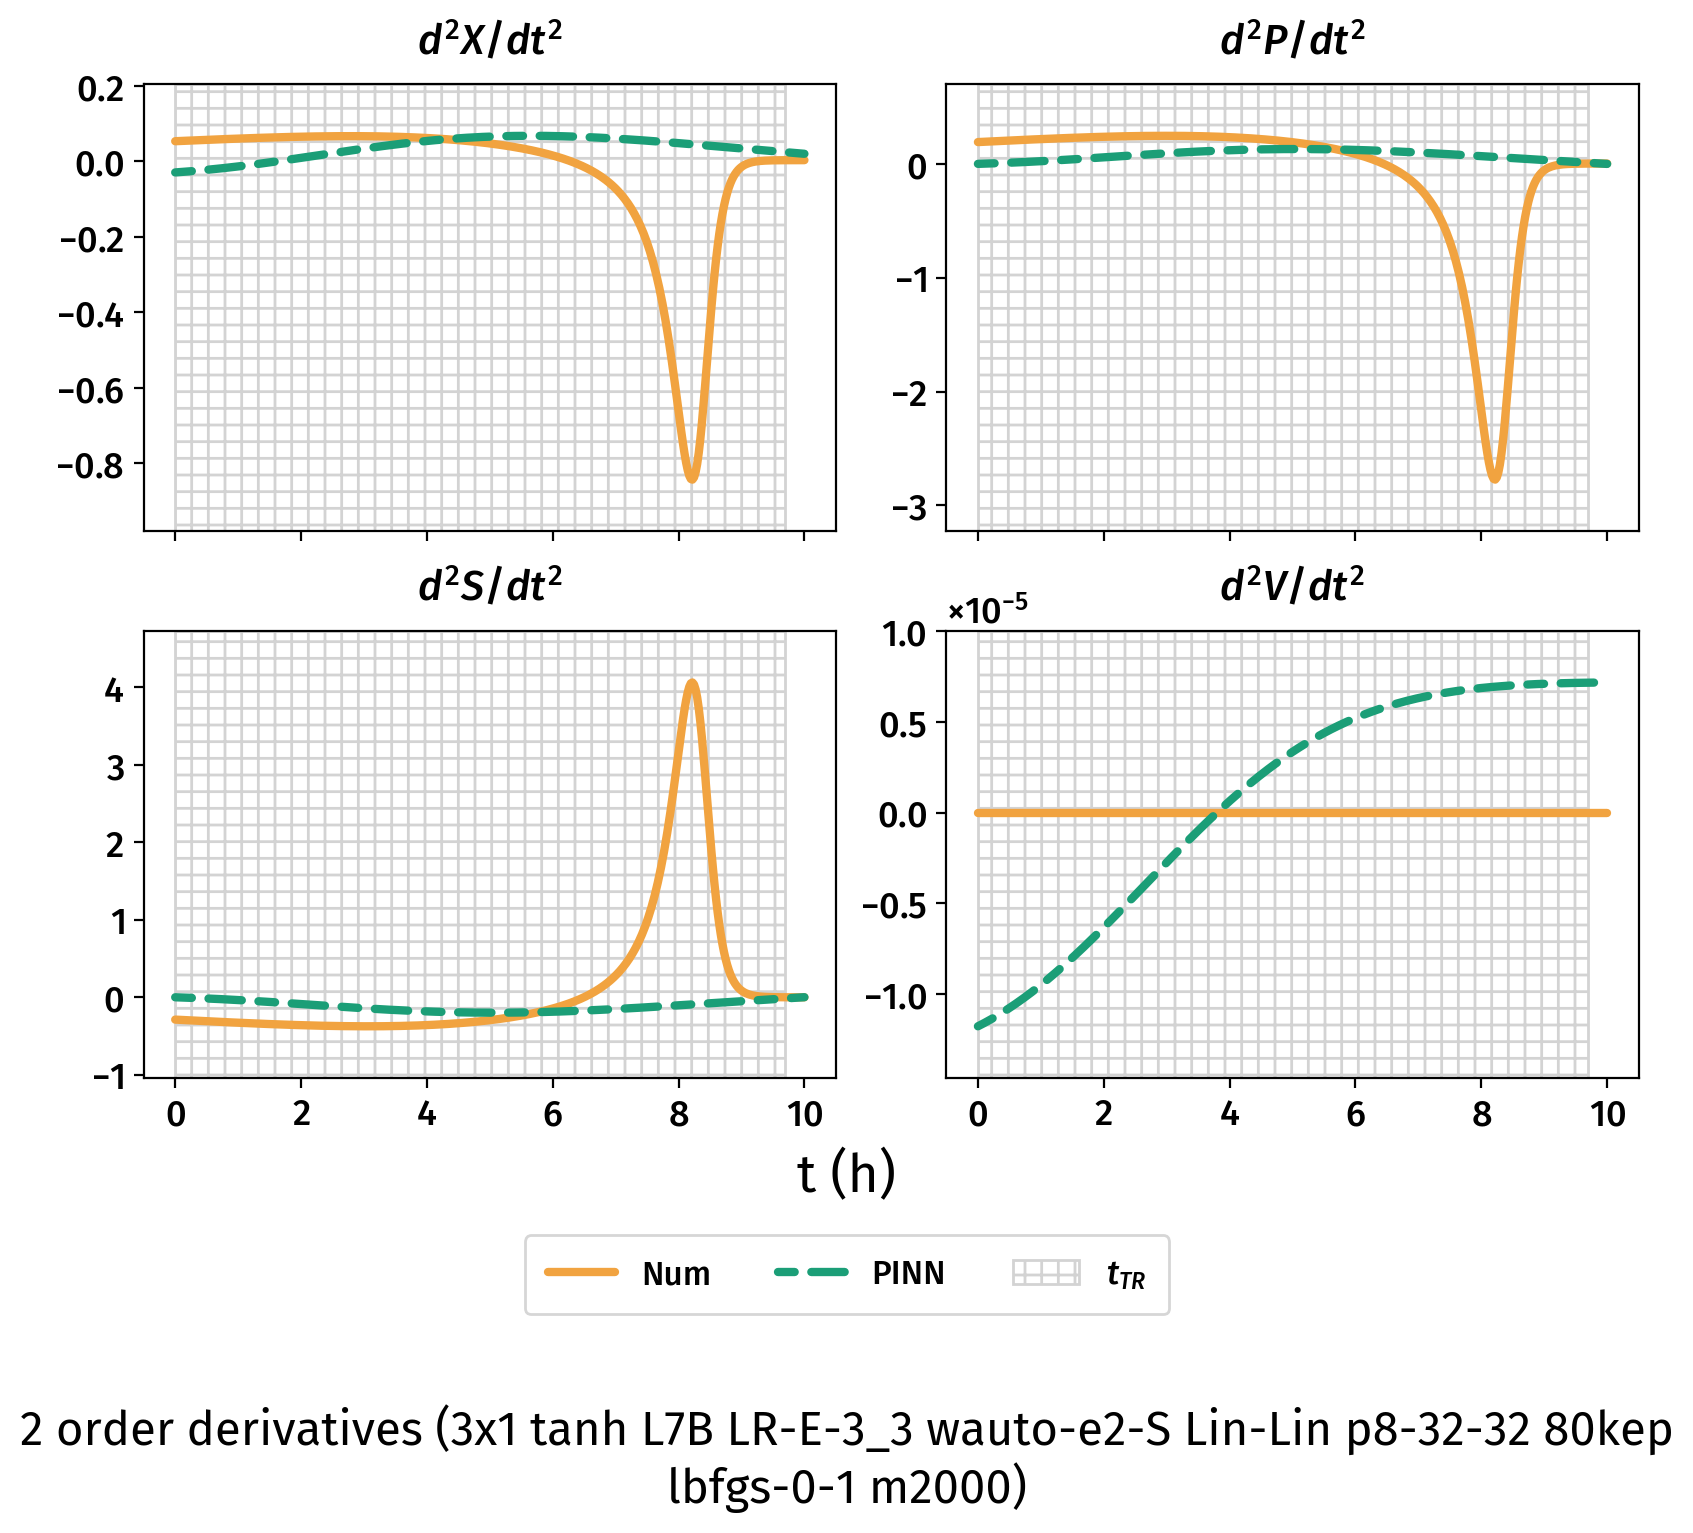 d²X/dt²
d²P/dt²
0.2
0.0
−0.2
−0.4
−0.6
−0.8
0
−1
−2
−3
d²S/dt²
d²V/dt²
×10⁻⁵
4
3
2
1
0
−1
1.0
0.5
0.0
−0.5
−1.0
0 2 4 6 8 10
0 2 4 6 8 10
t (h)
Num PINN t_TR
2 order derivatives (3x1 tanh L7B LR-E-3_3 wauto-e2-S Lin-Lin p8-32-32 80kep
lbfgs-0-1 m2000)